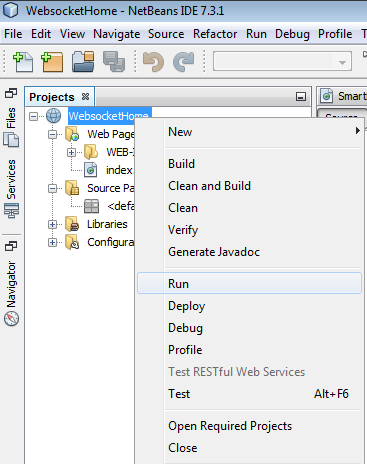 WebsocketHome - NetBeans IDE 7.3.1
File Edit View Navigate Source Refactor Run Debug Profile
Projects
Smart
Files
Services
Navigator
WebsocketHome
Web Page
WEB-I
index
Source Pa
<defa
Libraries
Configura
Source
New
Build
Clean and Build
Clean
Verify
Generate Javadoc
Run
Deploy
Debug
Profile
Test RESTful Web Services
Test Alt+F6
Open Required Projects
Close